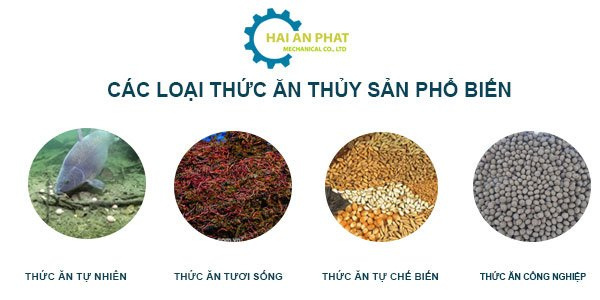 HAI AN PHAT
MECHANICAL CO., LTD
CÁC LOẠI THỨC ĂN THỦY SẢN PHỔ BIẾN
THỨC ĂN TỰ NHIÊN
THỨC ĂN TƯƠI SỐNG
THỨC ĂN TỰ CHẾ BIẾN
THỨC ĂN CÔNG NGHIỆP